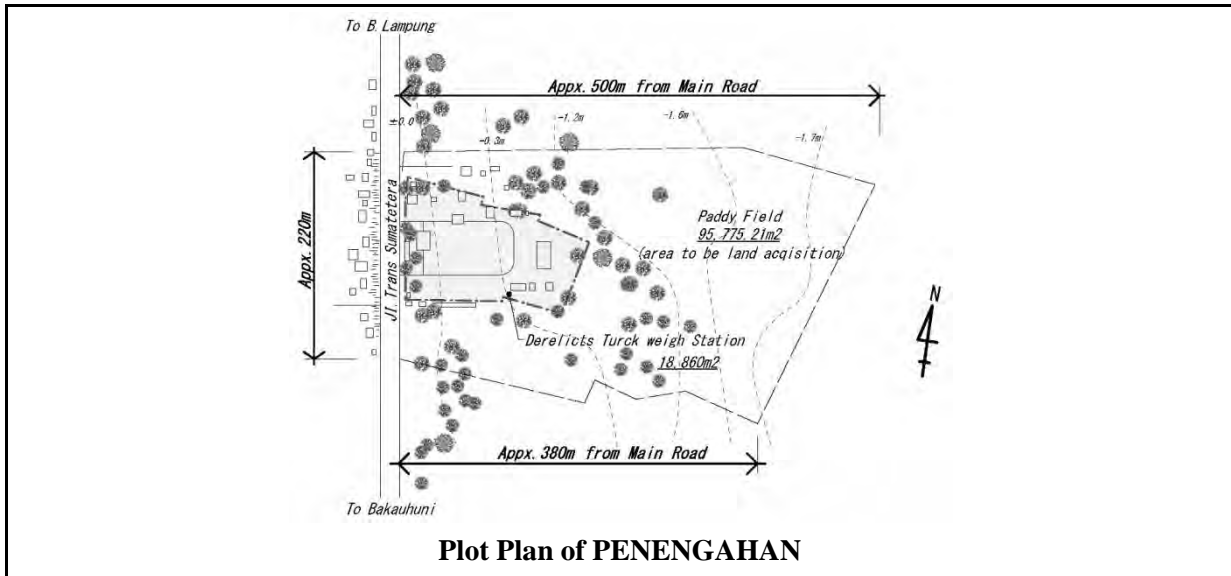 To B. Lampung
Appx. 500m from Main Road
±0.0
-0.3m
-1.2m
-1.6m
-1.7m
Appx. 220m
Jl. Trans Sumatetera
Paddy Field
95,775.21m2
(area to be land acqisition)
N
Derelicts Turck weigh Station
18,860m2
Appx. 380m from Main Road
To Bakauhuni
Plot Plan of PENENGAHAN